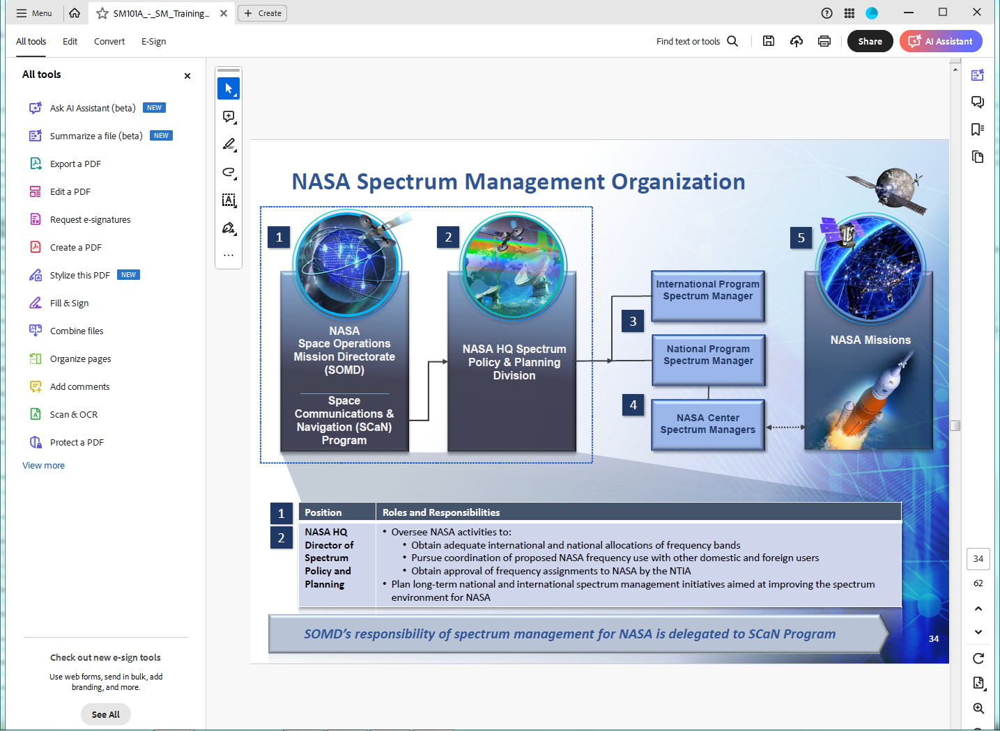 Menu
SM101A_-_SM_Training...
Create
All tools
Edit
Convert
E-Sign
Find text or tools
Share
AI Assistant
All tools
Ask AI Assistant (beta)
NEW
Summarize a file (beta)
NEW
Export a PDF
Edit a PDF
Request e-signatures
Create a PDF
Stylize this PDF
NEW
Fill & Sign
Combine files
Organize pages
Add comments
Scan & OCR
Protect a PDF
View more
Check out new e-sign tools
Use web forms, send in bulk, add
branding, and more.
See All
NASA Spectrum Management Organization
1
NASA
Space Operations
Mission Directorate
(SOMD)
Space
Communications &
Navigation (SCaN)
Program
2
NASA HQ Spectrum
Policy & Planning
Division
3
International Program
Spectrum Manager
National Program
Spectrum Manager
4
NASA Center
Spectrum Managers
5
NASA Missions
1
2
Position
Roles and Responsibilities
NASA HQ
Director of
Spectrum
Policy and
Planning
• Oversee NASA activities to:
• Obtain adequate international and national allocations of frequency bands
• Pursue coordination of proposed NASA frequency use with other domestic and foreign users
• Obtain approval of frequency assignments to NASA by the NTIA
• Plan long-term national and international spectrum management initiatives aimed at improving the spectrum
environment for NASA
SOMD's responsibility of spectrum management for NASA is delegated to SCaN Program
34
34
62